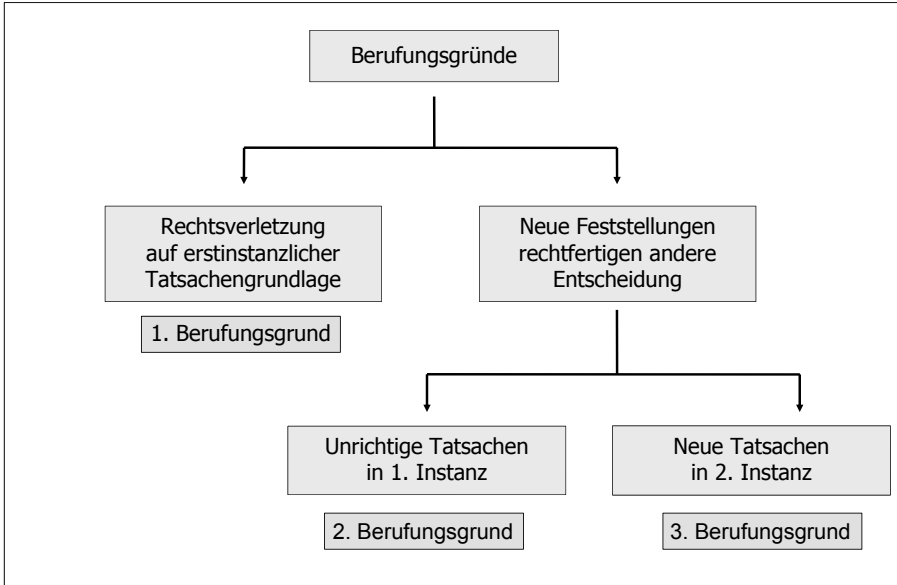 Berufungsgründe
Rechtsverletzung
auf erstinstanzlicher
Tatsachengrundlage
1. Berufungsgrund
Neue Feststellungen
rechtfertigen andere
Entscheidung
Unrichtige Tatsachen
in 1. Instanz
2. Berufungsgrund
Neue Tatsachen
in 2. Instanz
3. Berufungsgrund